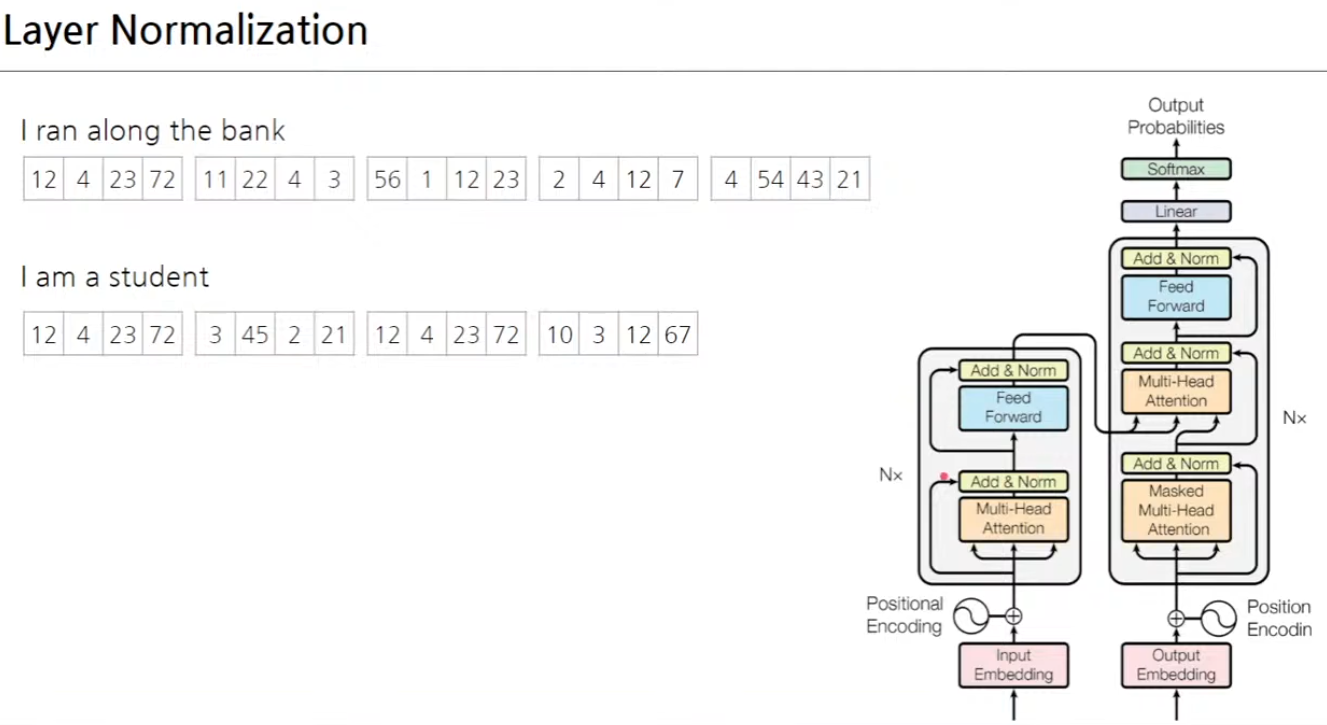 Layer Normalization
I ran along the bank
12 4 23 72 11 22 4 3 56 1 12 23 2 4 12 7 4 54 43 21
I am a student
12 4 23 72 3 45 2 21 12 4 23 72 10 3 12 67
Output
Probabilities
Softmax
Linear
Add & Norm
Feed
Forward
Add & Norm
Multi-Head
Attention
Nx
Add & Norm
Masked
Multi-Head
Attention
Position
Encodin
Output
Embedding
Add & Norm
Feed
Forward
Nx
Add & Norm
Multi-Head
Attention
Positional
Encoding
Input
Embedding